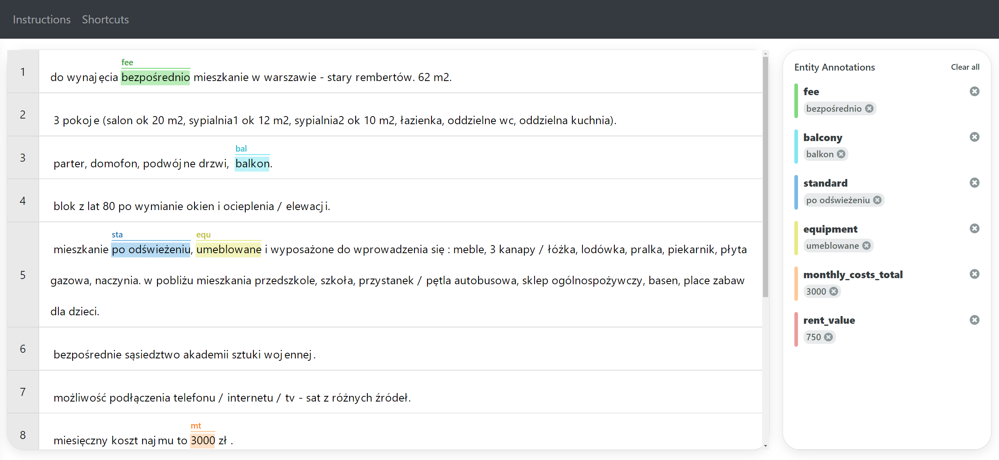 Instructions Shortcuts
1
fee
do wynajęcia bezpośrednio mieszkanie w warszawie - stary rembertów. 62 m2.
2
3 pokoje (salon ok 20 m2, sypialnia1 ok 12 m2, sypialnia2 ok 10 m2, łazienka, oddzielne wc, oddzielna kuchnia).
3
bal
parter, domofon, podwójne drzwi, balkon.
4
blok z lat 80 po wymianie okien i ocieplenia / elewacji.
5
sta equ
mieszkanie po odświeżeniu, umeblowane i wyposażone do wprowadzenia się : meble, 3 kanapy / łóżka, lodówka, pralka, piekarnik, płyta
gazowa, naczynia. w pobliżu mieszkania przedszkole, szkoła, przystanek / pętla autobusowa, sklep ogólnospożywczy, basen, place zabaw
dla dzieci.
6
bezpośrednie sąsiedztwo akademii sztuki wojennej.
7
możliwość podłączenia telefonu / internetu / tv - sat z różnych źródeł.
8
mt
miesięczny koszt najmu to 3000 zł .
Entity Annotations Clear all
fee
bezpośrednio
balcony
balkon
standard
po odświeżeniu
equipment
umeblowane
monthly_costs_total
3000
rent_value
750